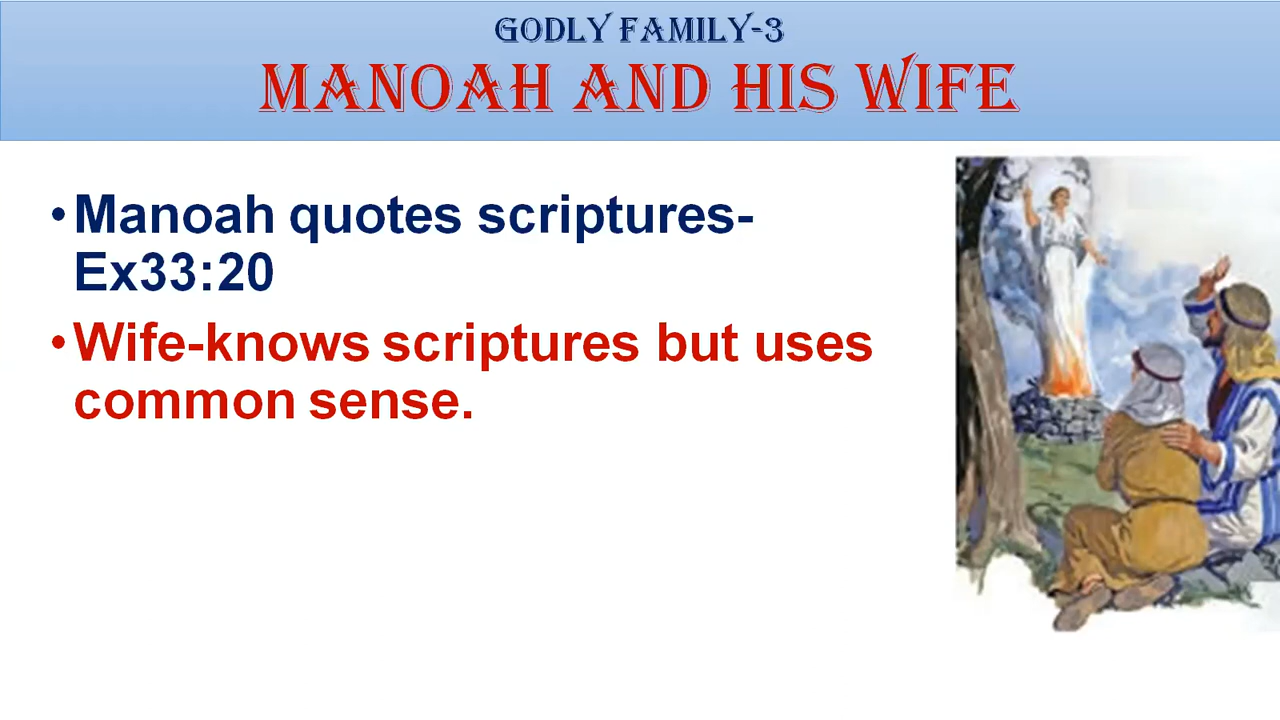 GODLY FAMILY-3
MANOAH AND HIS WIFE
•Manoah quotes scriptures-
Ex33:20
•Wife-knows scriptures but uses
common sense.